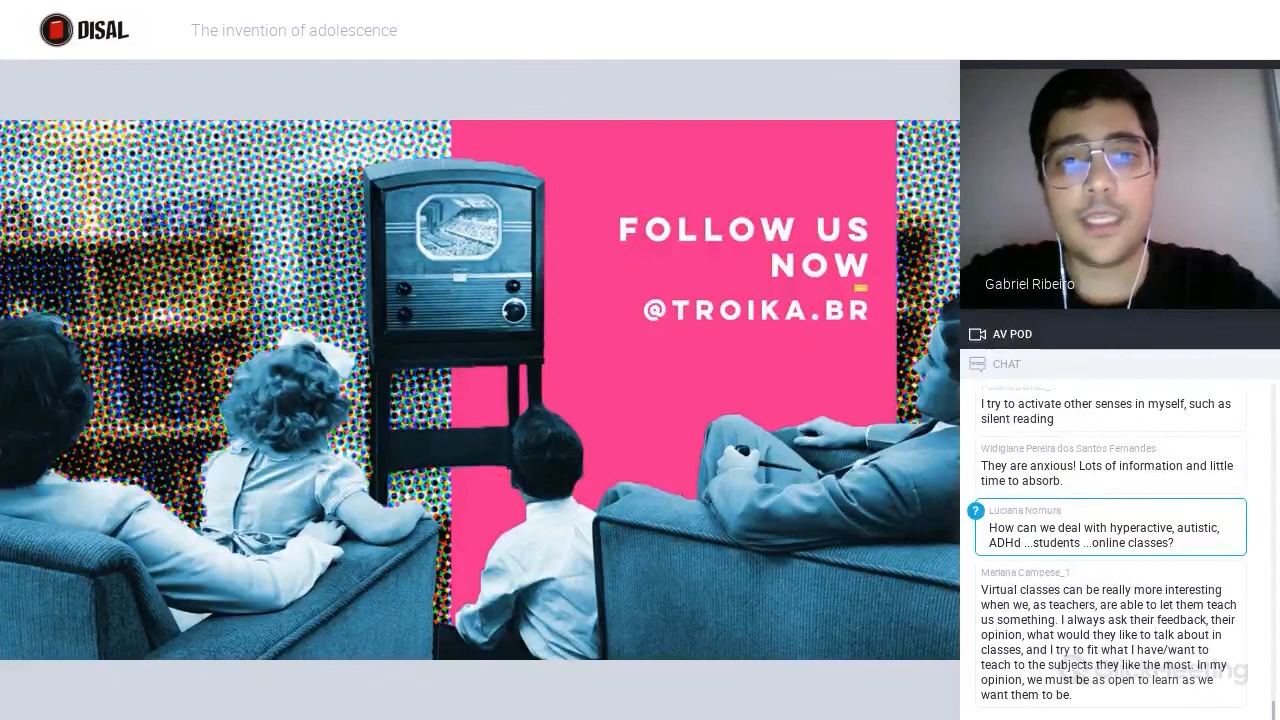 DISAL
The invention of adolescence
FOLLOW US
NOW
@TROIKA.BR
Gabriel Ribeiro
AV POD
CHAT
I try to activate other senses in myself, such as
silent reading
Widigiane Pereira dos Santos Fernandes
They are anxious! Lots of information and little
time to absorb.
?
Luciana Nomura
How can we deal with hyperactive, autistic,
ADHd ...students ...online classes?
Mariana Campese_1
Virtual classes can be really more interesting
when we, as teachers, are able to let them teach
us something. I always ask their feedback, their
opinion, what would they like to talk about in
classes, and I try to fit what I have/want to
teach to the subjects they like the most. In my
opinion, we must be as open to learn as we
want them to be.